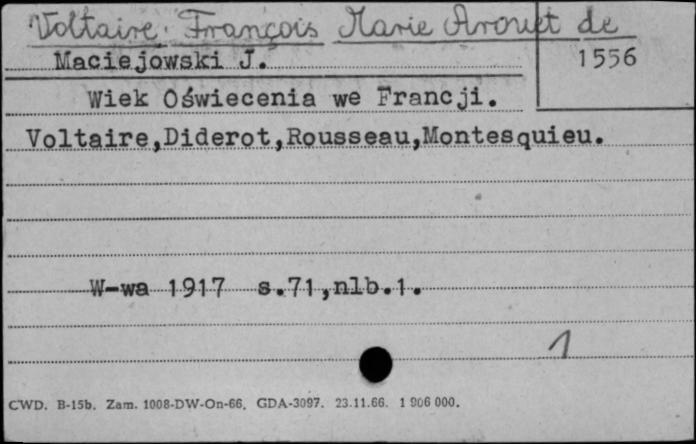 Voltaire. François Marie Arouet de
Maciejowski J.
1556
Wiek Oświecenia we Francji.
Voltaire,Diderot,Rousseau,Montesquieu.
W-wa 1917 s.71,nlb.1.
1
CWD. B-15b. Zam. 1008-DW-On-66. GDA-3097. 23.11.66. 1 906 000.